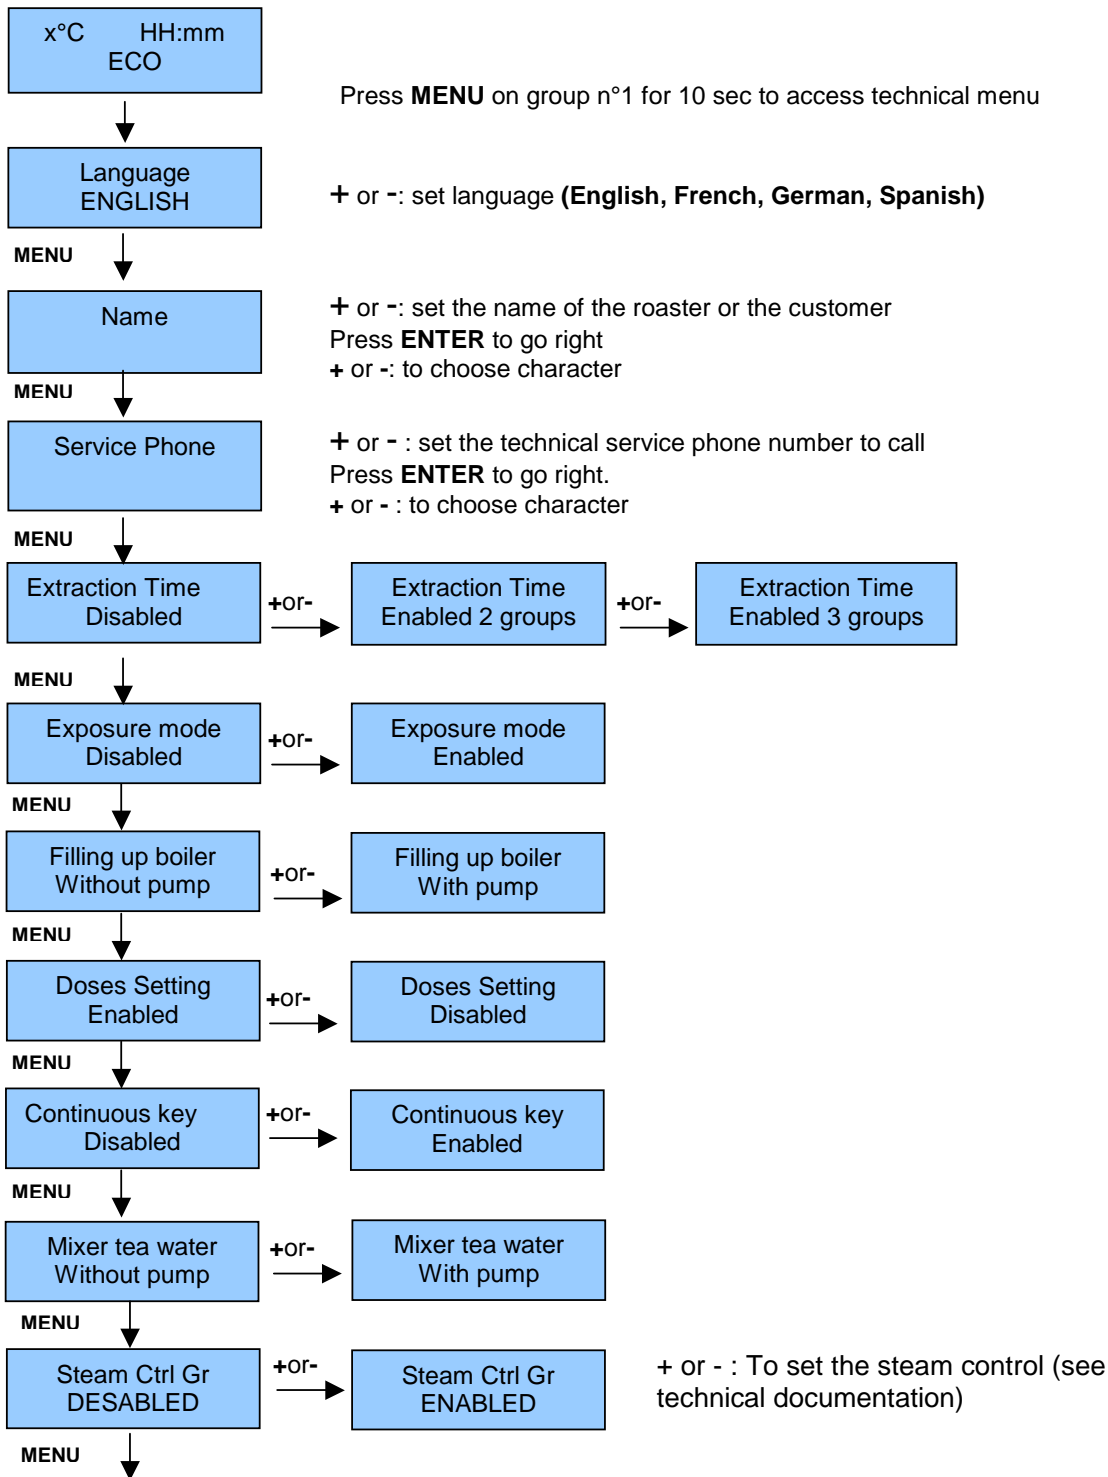 x°C HH:mm
ECO
Press MENU on group n°1 for 10 sec to access technical menu
Language
ENGLISH
+ or -: set language (English, French, German, Spanish)
MENU
Name
+ or -: set the name of the roaster or the customer
Press ENTER to go right
+ or -: to choose character
MENU
Service Phone
+ or - : set the technical service phone number to call
Press ENTER to go right.
+ or - : to choose character
MENU
Extraction Time
Disabled
+or-
Extraction Time
Enabled 2 groups
+or-
Extraction Time
Enabled 3 groups
MENU
Exposure mode
Disabled
+or-
Exposure mode
Enabled
MENU
Filling up boiler
Without pump
+or-
Filling up boiler
With pump
MENU
Doses Setting
Enabled
+or-
Doses Setting
Disabled
MENU
Continuous key
Disabled
+or-
Continuous key
Enabled
MENU
Mixer tea water
Without pump
+or-
Mixer tea water
With pump
MENU
Steam Ctrl Gr
DESABLED
+or-
Steam Ctrl Gr
ENABLED
+ or - : To set the steam control (see
technical documentation)
MENU